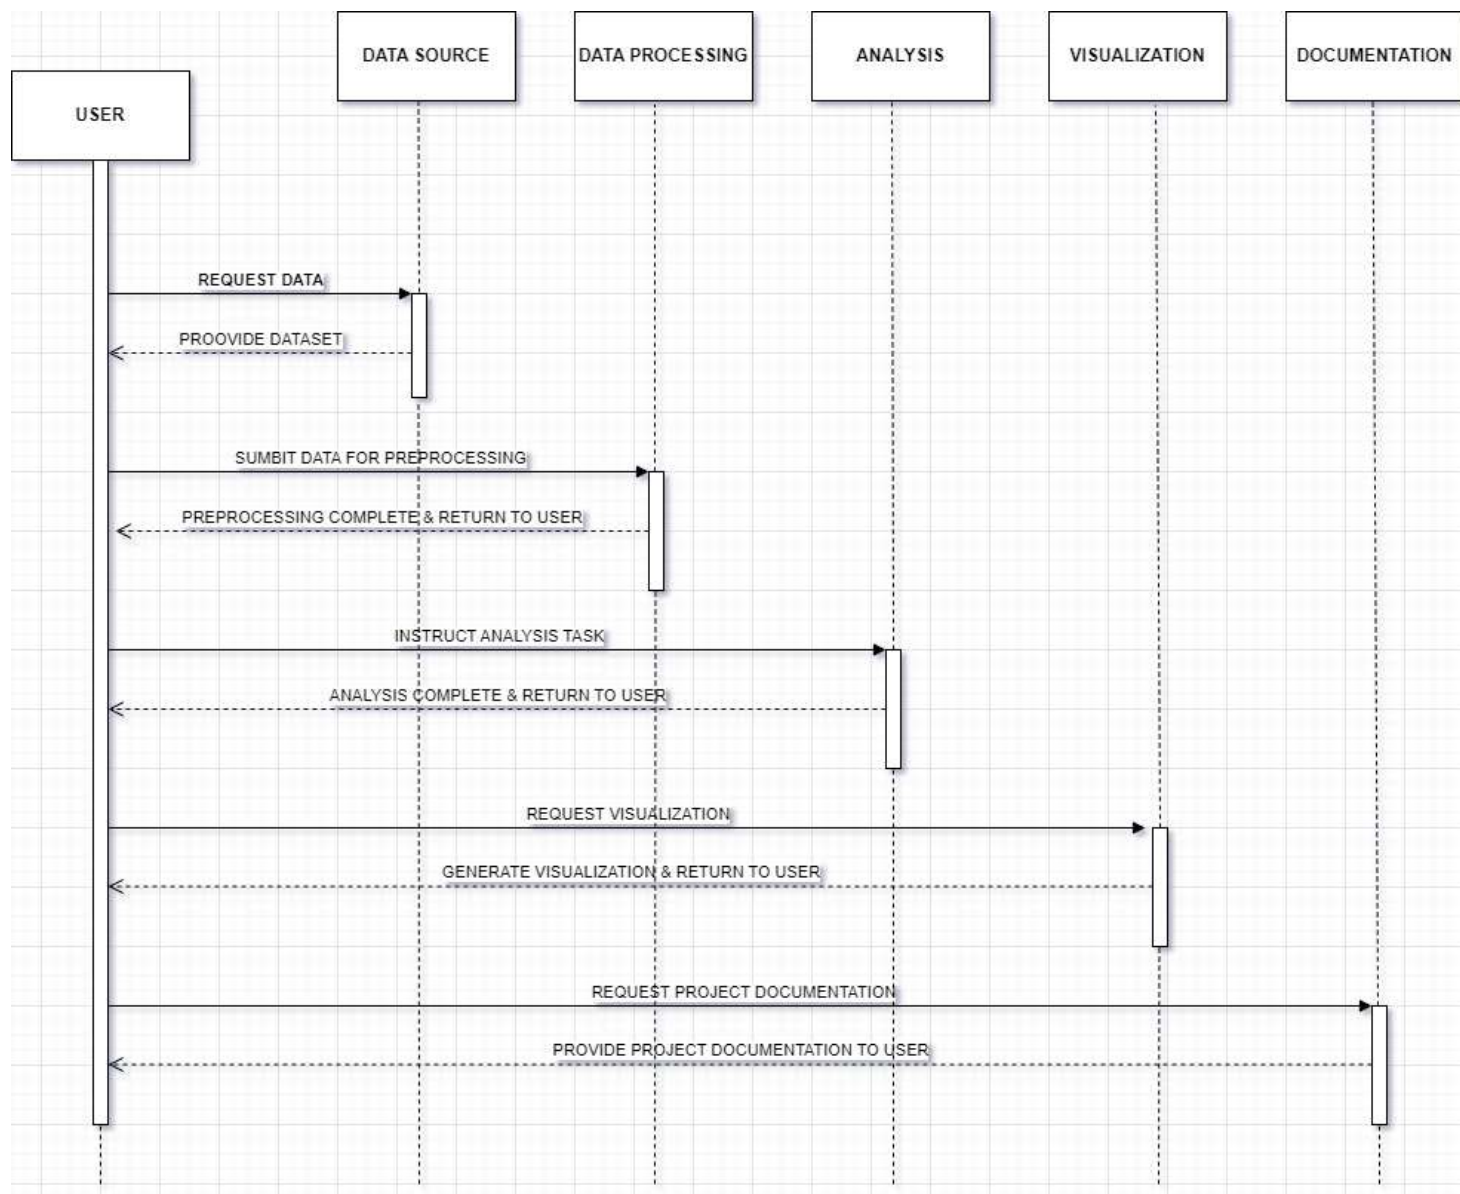 DATA SOURCE
DATA PROCESSING
ANALYSIS
VISUALIZATION
DOCUMENTATION
USER
REQUEST DATA
PROOVIDE DATASET
SUMBIT DATA FOR PREPROCESSING
PREPROCESSING COMPLETE & RETURN TO USER
INSTRUCT ANALYSIS TASK
ANALYSIS COMPLETE & RETURN TO USER
REQUEST VISUALIZATION
GENERATE VISUALIZATION & RETURN TO USER
REQUEST PROJECT DOCUMENTATION
PROVIDE PROJECT DOCUMENTATION TO USER